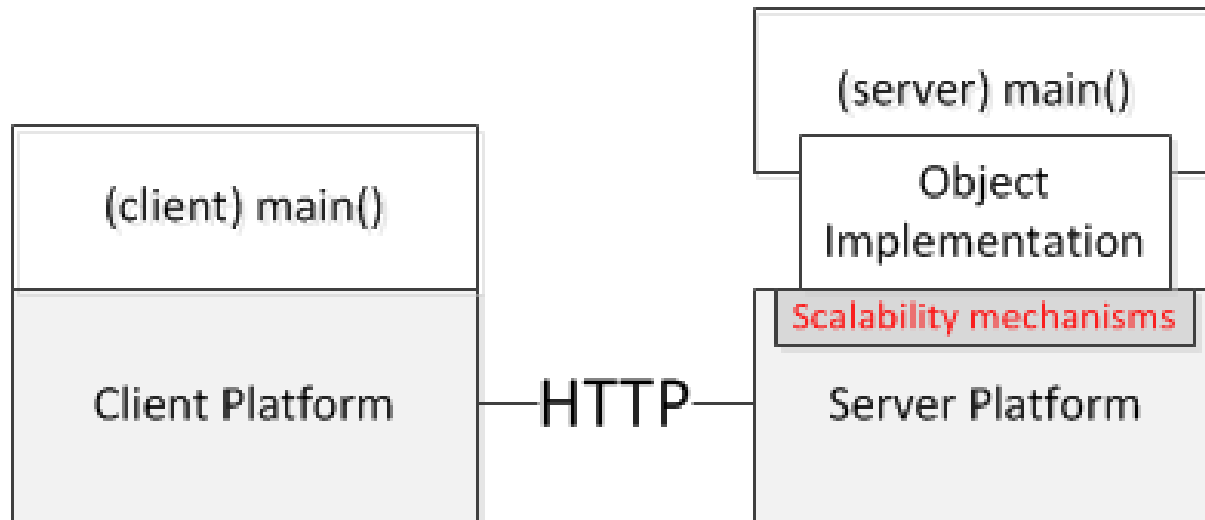 (server) main()
(client) main()
Object
Implementation
Scalability mechanisms
Client Platform
HTTP
Server Platform